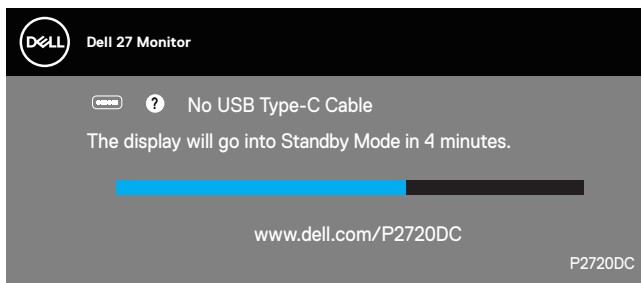 DELL
Dell 27 Monitor
? No USB Type-C Cable
The display will go into Standby Mode in 4 minutes.
www.dell.com/P2720DC
P2720DC